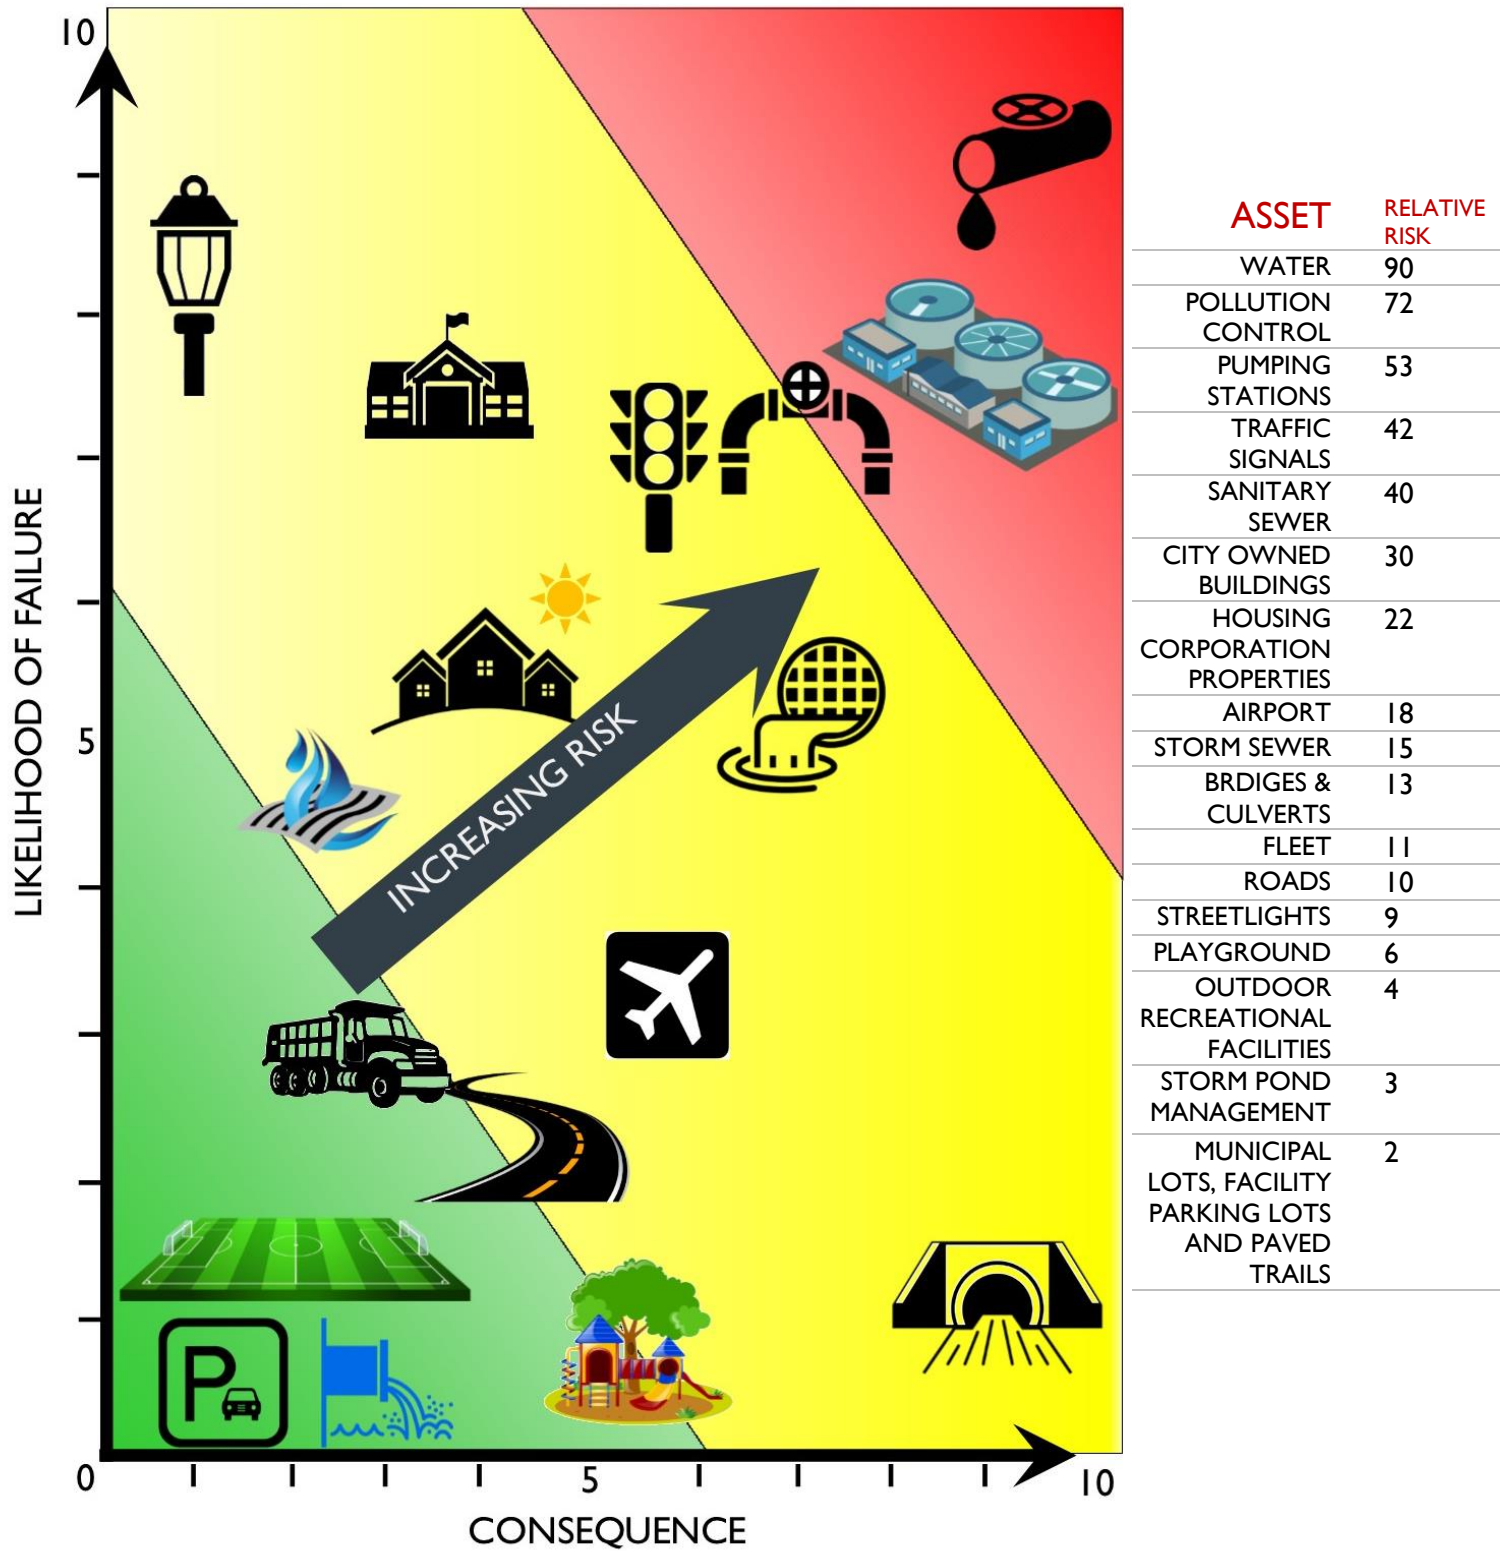 10
LIKELIHOOD OF FAILURE
5
INCREASING RISK
P
0
5
10
CONSEQUENCE
ASSET RELATIVE
RISK
WATER 90
POLLUTION 72
CONTROL
PUMPING 53
STATIONS
TRAFFIC 42
SIGNALS
SANITARY 40
SEWER
CITY OWNED 30
BUILDINGS
HOUSING 22
CORPORATION
PROPERTIES
AIRPORT 18
STORM SEWER 15
BRDIGES & 13
CULVERTS
FLEET 11
ROADS 10
STREETLIGHTS 9
PLAYGROUND 6
OUTDOOR 4
RECREATIONAL
FACILITIES
STORM POND 3
MANAGEMENT
MUNICIPAL 2
LOTS, FACILITY
PARKING LOTS
AND PAVED
TRAILS